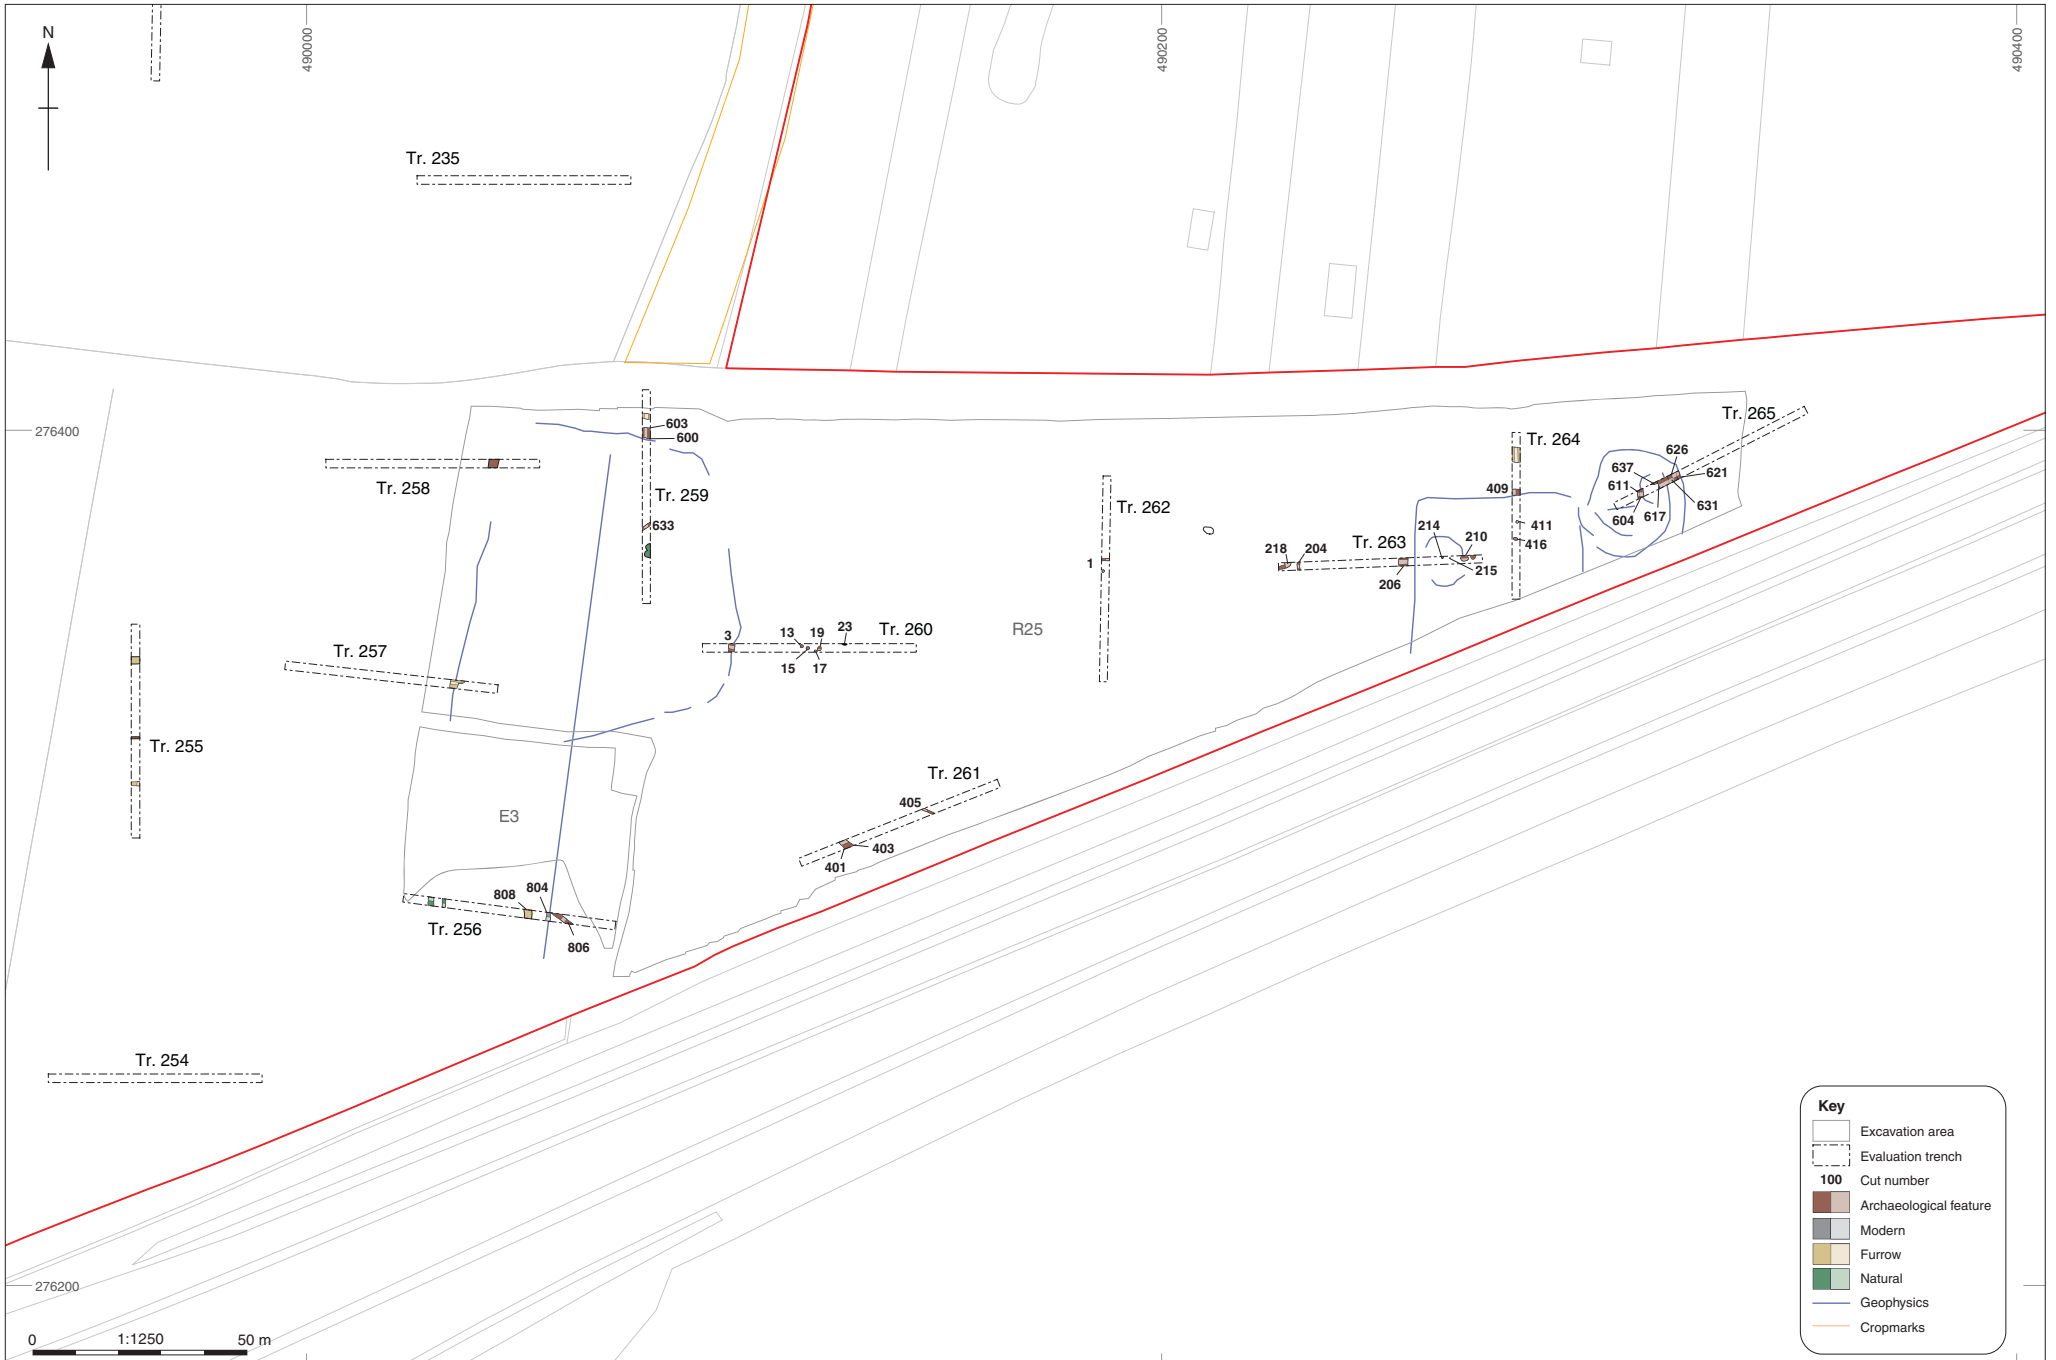 N
490000
490200
490400
Tr. 235
276400
603
600
Tr. 258
Tr. 259
633
Tr. 262
1
Tr. 264
Tr. 265
626
637
621
611
631
604
617
409
411
416
214
210
Tr. 263
218
204
206
215
R25
Tr. 257
3
13
19
23
Tr. 260
15
17
Tr. 255
Tr. 261
405
403
401
E3
808
804
806
Tr. 256
Tr. 254
276200
0
1:1250
50 m
Key
Excavation area
Evaluation trench
100 Cut number
Archaeological feature
Modern
Furrow
Natural
Geophysics
Cropmarks